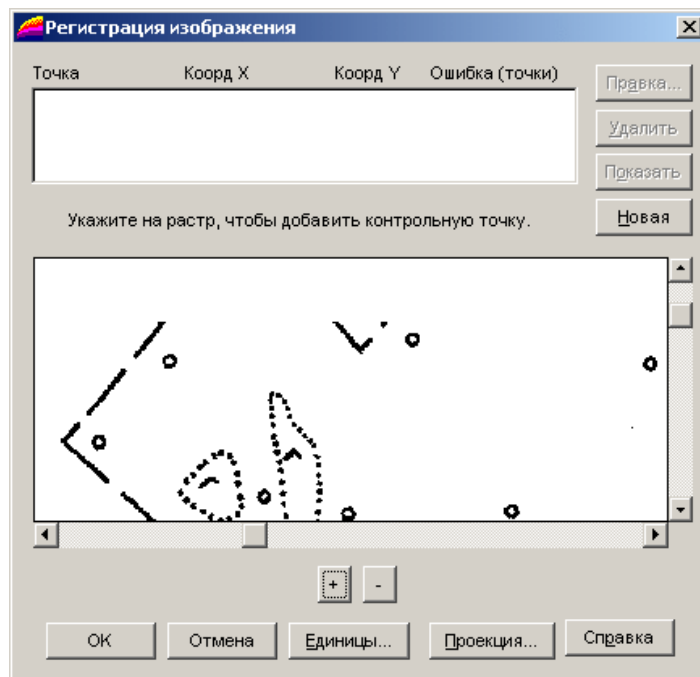 Регистрация изображения
Точка Коорд X Коорд Y Ошибка (точки)
Правка...
Удалить
Показать
Новая
Укажите на растр, чтобы добавить контрольную точку.
+ -
OK Отмена Единицы... Проекция... Справка